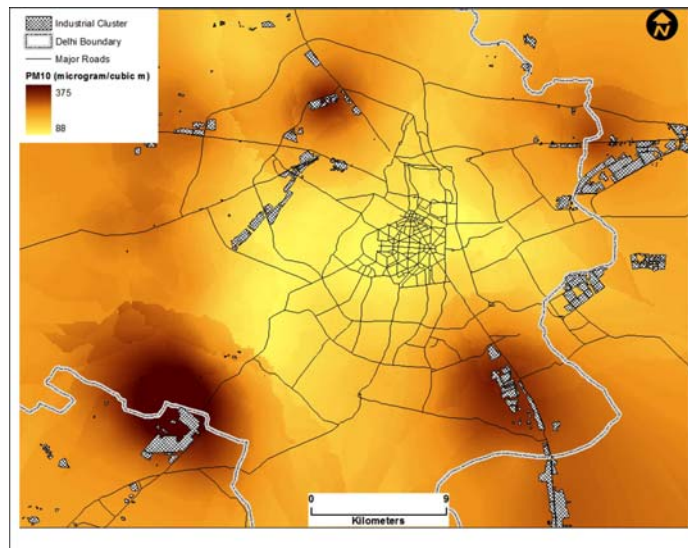 Industrial Cluster
Delhi Boundary
Major Roads
PM10 (microgram/cubic m)
375
88
N
0
9
Kilometers